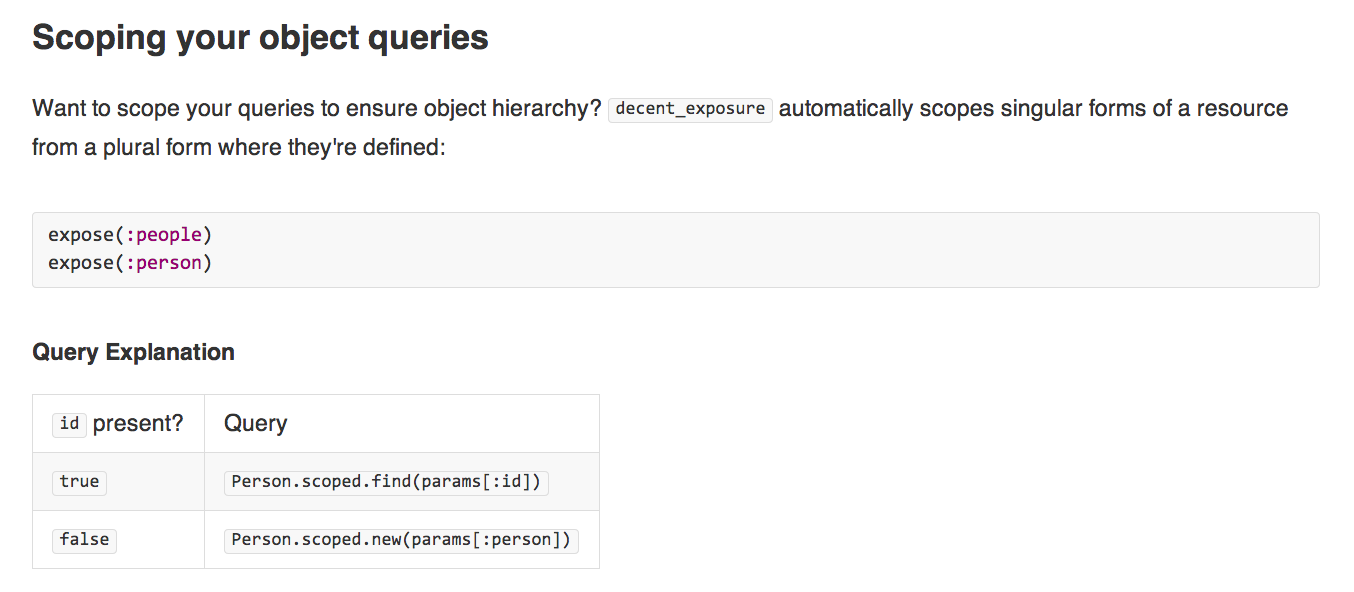 Scoping your object queries
Want to scope your queries to ensure object hierarchy? decent_exposure automatically scopes singular forms of a resource
from a plural form where they're defined:
expose(:people)
expose(:person)
Query Explanation
id present? Query
true Person.scoped.find(params[:id])
false Person.scoped.new(params[:person])